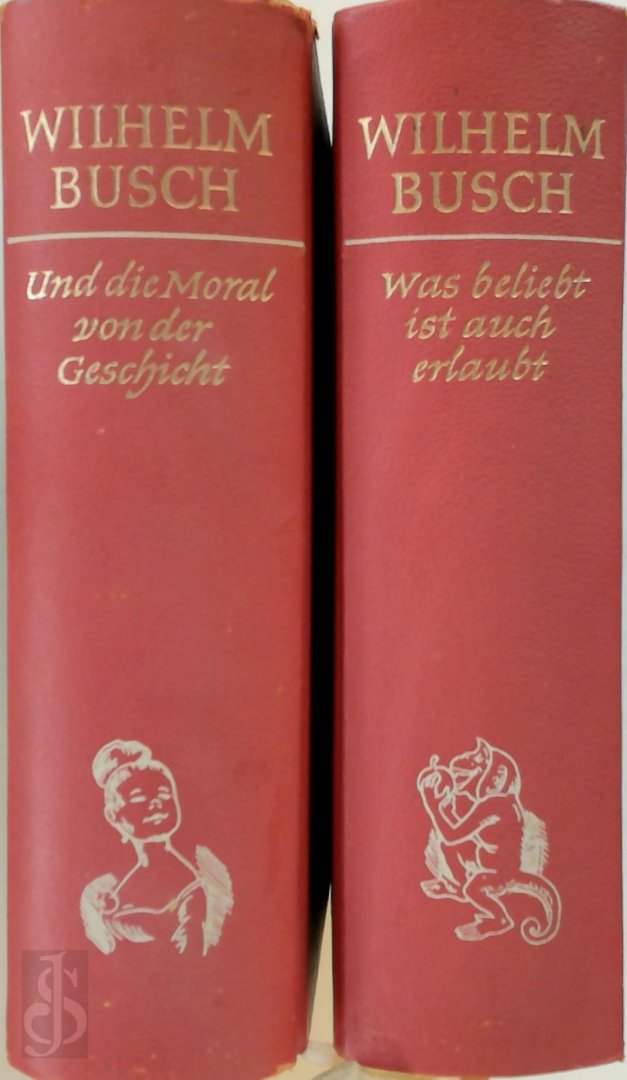 WILHELM
BUSCH
Und die Moral
von der
Geschicht
WILHELM
BUSCH
Was beliebt
ist auch
erlaubt